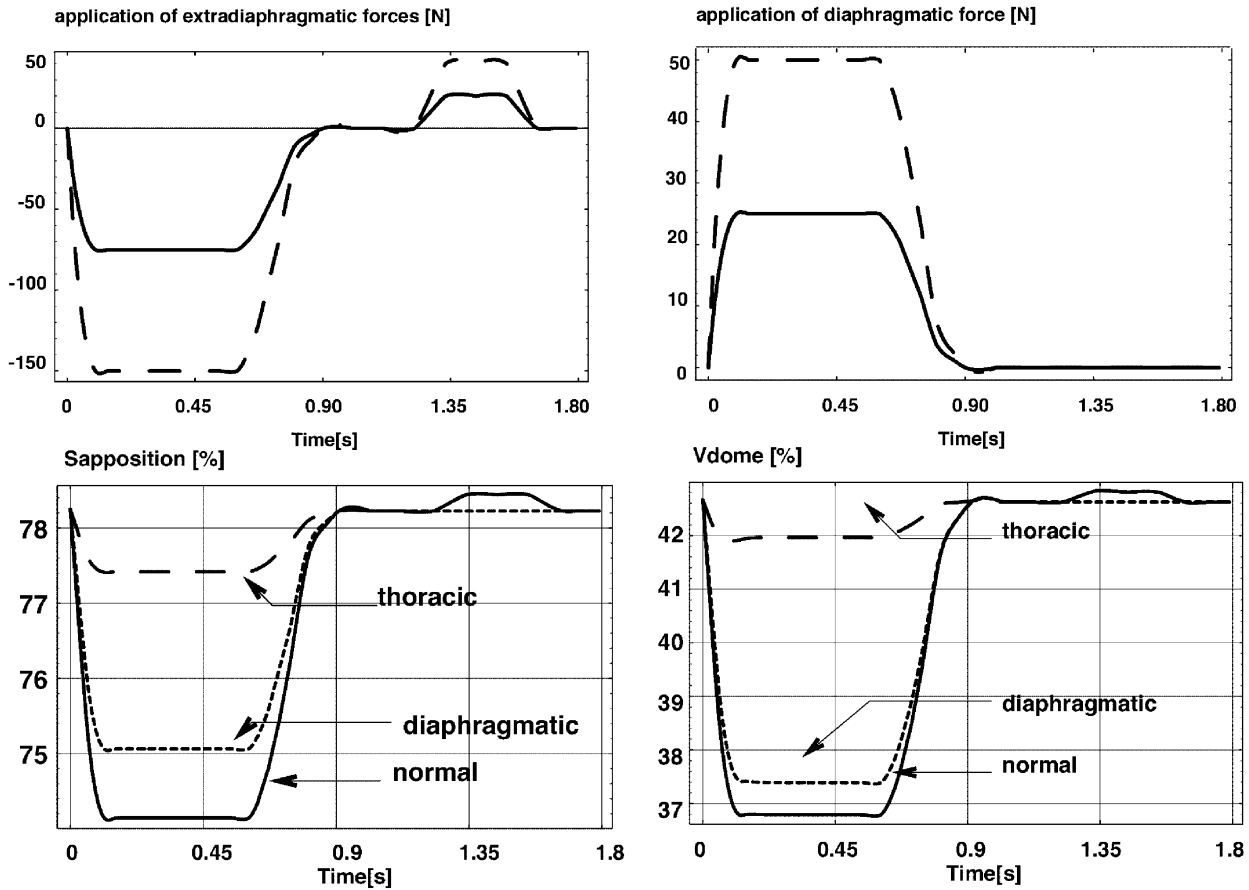 application of extradiaphragmatic forces [N]
50
0
-50
-100
-150
0 0.45 0.90 1.35 1.80
Time[s]
application of diaphragmatic force [N]
50
40
30
20
10
0
0 0.45 0.90 1.35 1.80
Time[s]
Sapposition [%]
78
77
76
75
thoracic
diaphragmatic
normal
0 0.45 0.9 1.35 1.8
Time[s]
Vdome [%]
42
41
40
39
38
37
thoracic
diaphragmatic
normal
0 0.45 0.9 1.35 1.8
Time[s]